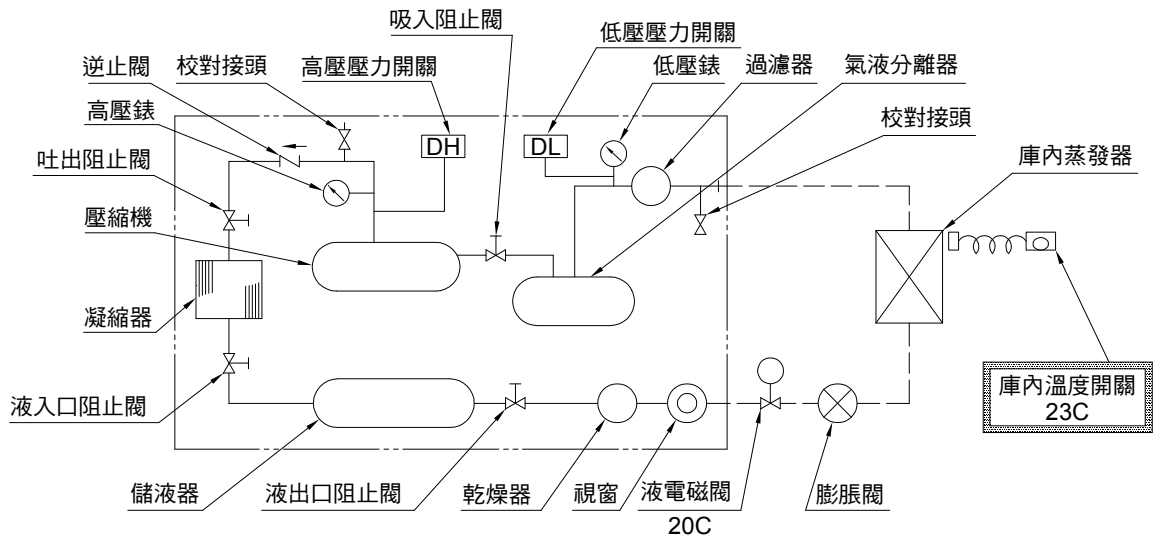 吸入阻止閥
低壓壓力開關
逆止閥
校對接頭
高壓壓力開關
低壓錶
過濾器
氣液分離器
高壓錶
校對接頭
DH
DL
吐出阻止閥
庫內蒸發器
壓縮機
凝縮器
庫內溫度開關
23C
液入口阻止閥
儲液器
液出口阻止閥
乾燥器
視窗
液電磁閥
20C
膨脹閥